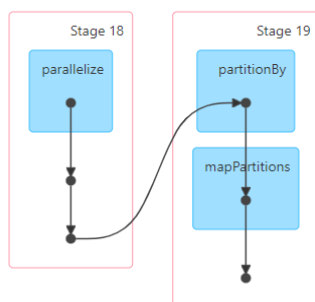 Stage 18
parallelize
Stage 19
partitionBy
mapPartitions